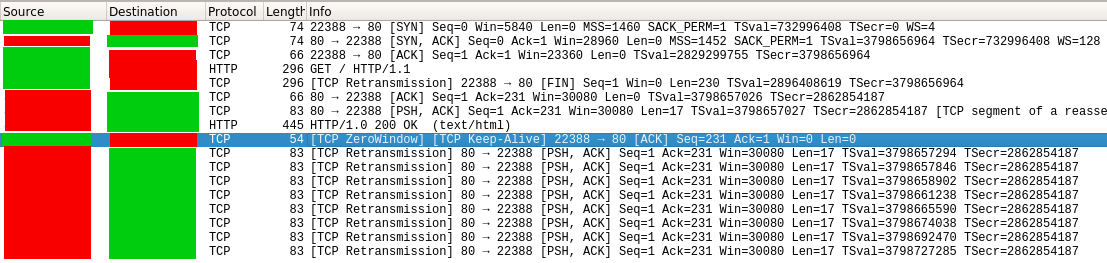 Source Destination Protocol Length Info
TCP 74 22388 → 80 [SYN] Seq=0 Win=5840 Len=0 MSS=1460 SACK_PERM=1 TSval=732996408 TSecr=0 WS=4
TCP 74 80 → 22388 [SYN, ACK] Seq=0 Ack=1 Win=28960 Len=0 MSS=1452 SACK_PERM=1 TSval=3798656964 TSecr=732996408 WS=128
TCP 66 22388 → 80 [ACK] Seq=1 Ack=1 Win=23360 Len=0 TSval=2829299755 TSecr=3798656964
HTTP 296 GET / HTTP/1.1
TCP 296 [TCP Retransmission] 22388 → 80 [FIN] Seq=1 Win=0 Len=230 TSval=2896408619 TSecr=3798656964
TCP 66 80 → 22388 [ACK] Seq=1 Ack=231 Win=30080 Len=0 TSval=3798657026 TSecr=2862854187
TCP 83 80 → 22388 [PSH, ACK] Seq=1 Ack=231 Win=30080 Len=17 TSval=3798657027 TSecr=2862854187 [TCP segment of a reasse
HTTP 445 HTTP/1.0 200 OK (text/html)
TCP 54 [TCP ZeroWindow] [TCP Keep-Alive] 22388 → 80 [ACK] Seq=231 Ack=1 Win=0 Len=0
TCP 83 [TCP Retransmission] 80 → 22388 [PSH, ACK] Seq=1 Ack=231 Win=30080 Len=17 TSval=3798657294 TSecr=2862854187
TCP 83 [TCP Retransmission] 80 → 22388 [PSH, ACK] Seq=1 Ack=231 Win=30080 Len=17 TSval=3798657846 TSecr=2862854187
TCP 83 [TCP Retransmission] 80 → 22388 [PSH, ACK] Seq=1 Ack=231 Win=30080 Len=17 TSval=3798658902 TSecr=2862854187
TCP 83 [TCP Retransmission] 80 → 22388 [PSH, ACK] Seq=1 Ack=231 Win=30080 Len=17 TSval=3798661238 TSecr=2862854187
TCP 83 [TCP Retransmission] 80 → 22388 [PSH, ACK] Seq=1 Ack=231 Win=30080 Len=17 TSval=3798665590 TSecr=2862854187
TCP 83 [TCP Retransmission] 80 → 22388 [PSH, ACK] Seq=1 Ack=231 Win=30080 Len=17 TSval=3798674038 TSecr=2862854187
TCP 83 [TCP Retransmission] 80 → 22388 [PSH, ACK] Seq=1 Ack=231 Win=30080 Len=17 TSval=3798692470 TSecr=2862854187
TCP 83 [TCP Retransmission] 80 → 22388 [PSH, ACK] Seq=1 Ack=231 Win=30080 Len=17 TSval=3798727285 TSecr=2862854187